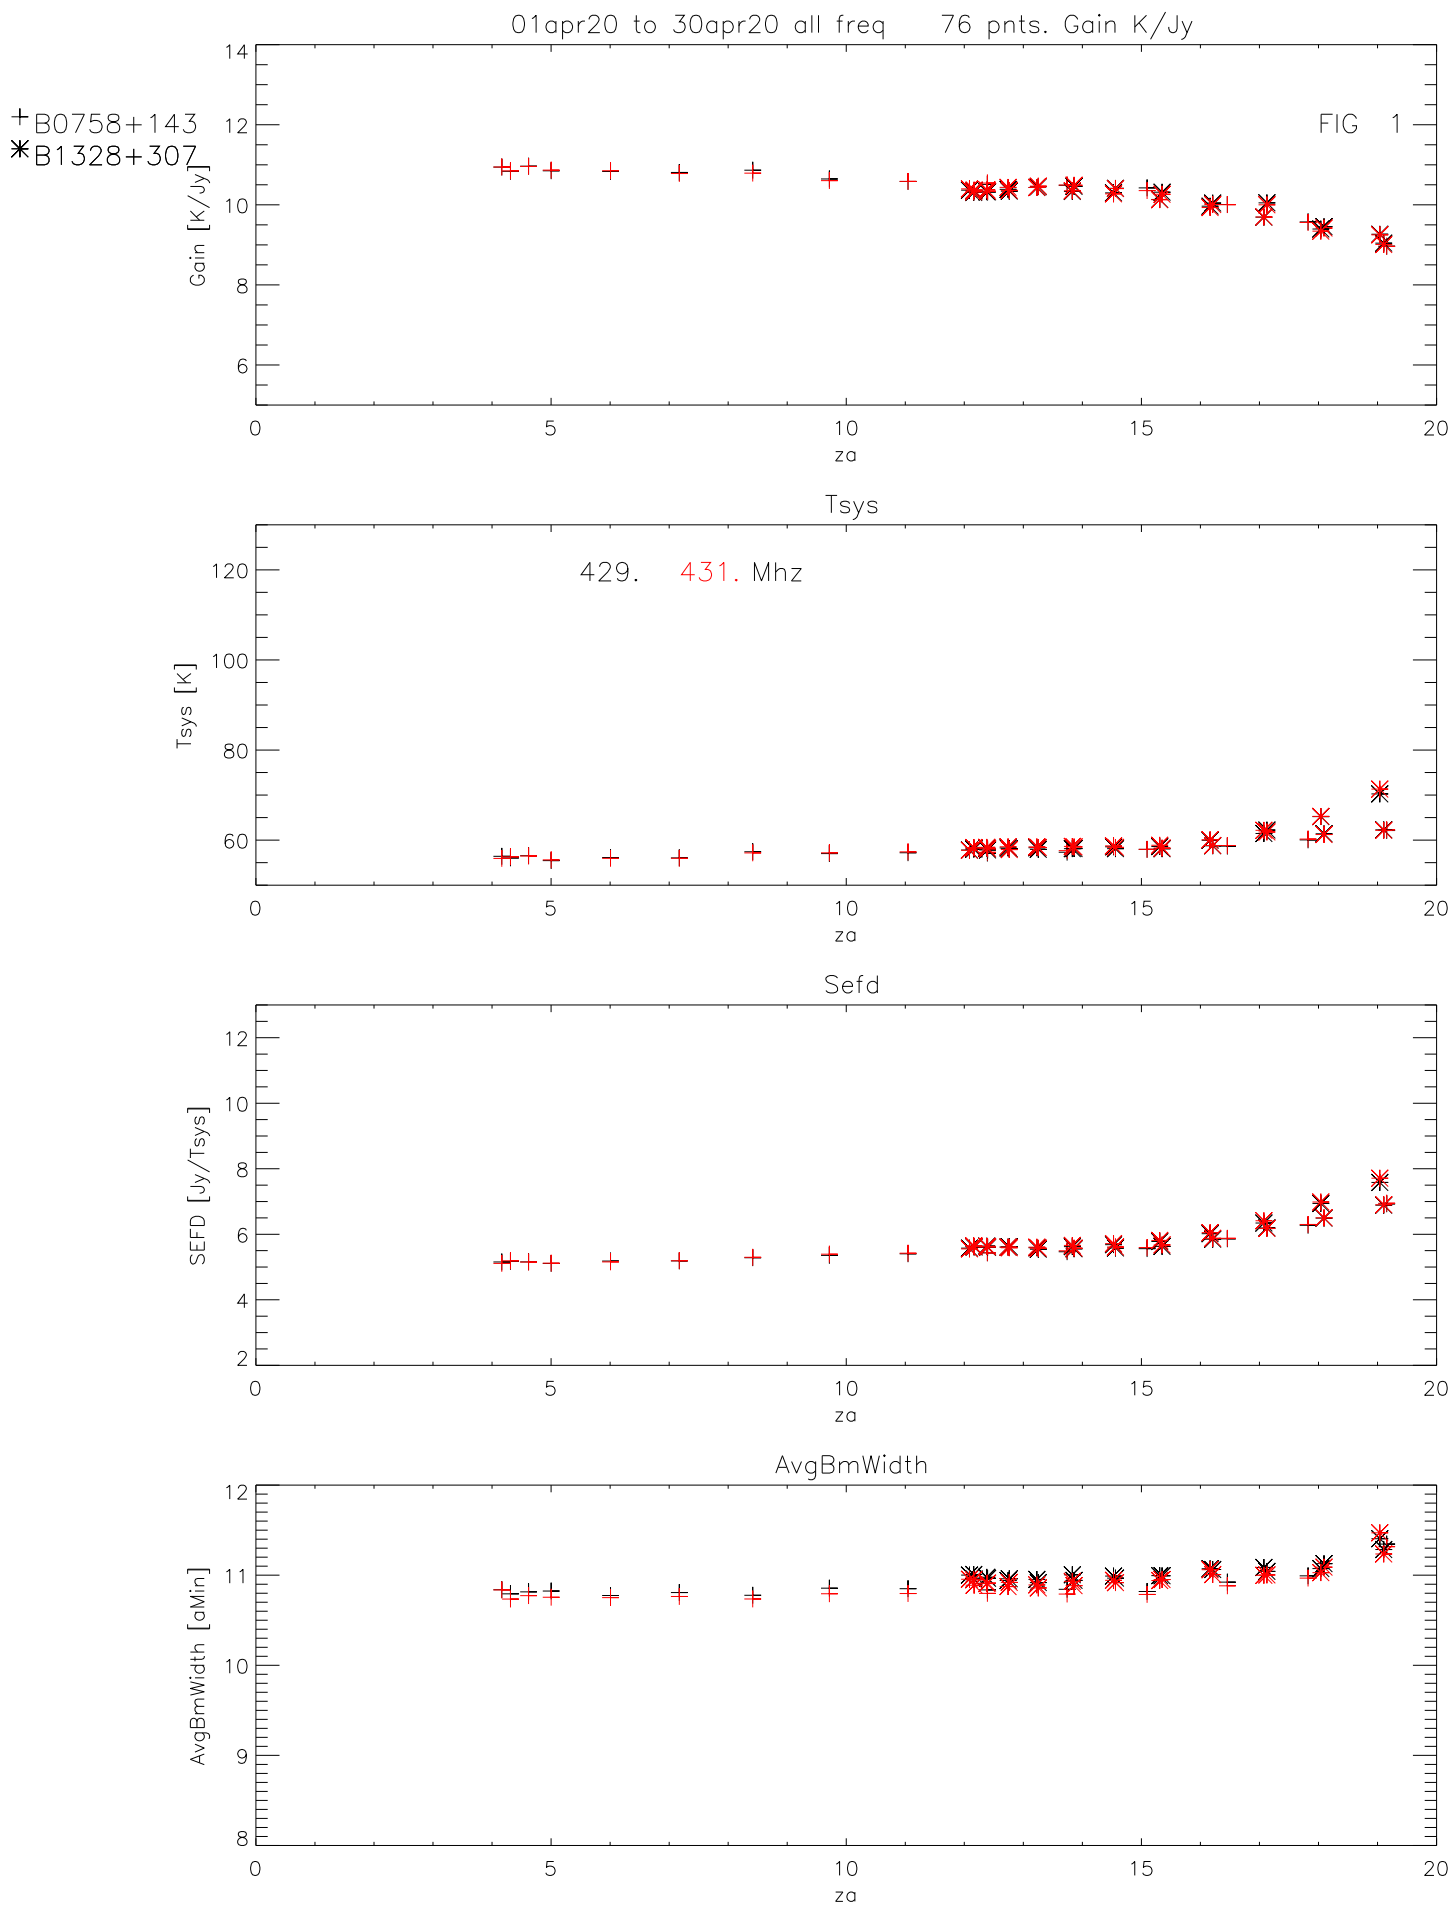 01apr20 to 30apr20 all freq 76 pnts. Gain K/Jy
+ B0758+143
* B1328+307
FIG 1
Gain [K/Jy]
14
12
10
8
6
0 5 10 15 20
za
Tsys
429. 431. Mhz
Tsys [K]
120
100
80
60
0 5 10 15 20
za
Sefd
SEFD [Jy/Tsys]
12
10
8
6
4
2
0 5 10 15 20
za
AvgBmWidth
AvgBmWidth [aMin]
12
11
10
9
8
0 5 10 15 20
za